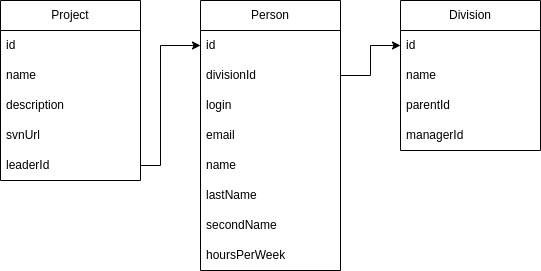 Project
id
name
description
svnUrl
leaderId
Person
id
divisionId
login
email
name
lastName
secondName
hoursPerWeek
Division
id
name
parentId
managerId